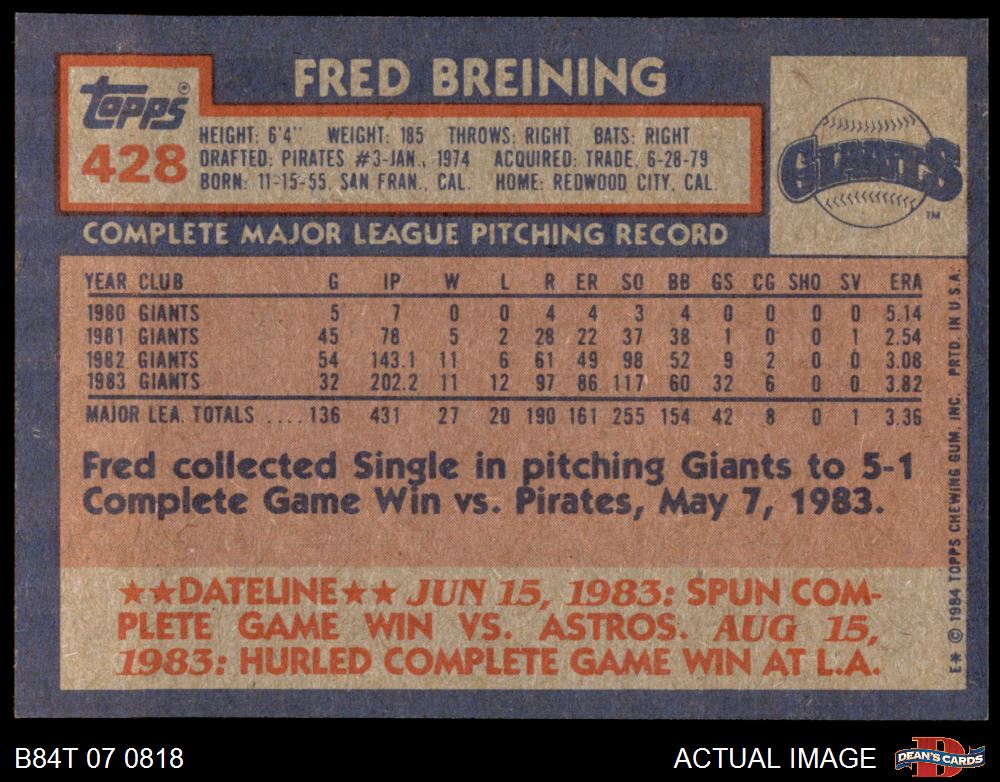 FRED BREINING
Topps®
428
HEIGHT: 6'4" WEIGHT: 185 THROWS: RIGHT BATS: RIGHT
DRAFTED: PIRATES #3-JAN., 1974 ACQUIRED: TRADE, 6-28-79
BORN: 11-15-55, SAN FRAN., CAL. HOME: REDWOOD CITY, CAL.
GIANTS
TM
COMPLETE MAJOR LEAGUE PITCHING RECORD
YEAR CLUB G IP W L R ER SO BB GS CG SHO SV ERA
1980 GIANTS 5 7 0 0 4 4 3 4 0 0 0 0 5.14
1981 GIANTS 45 78 5 2 28 22 37 38 1 0 0 1 2.54
1982 GIANTS 54 143.1 11 6 61 49 98 52 9 2 0 0 3.08
1983 GIANTS 32 202.2 11 12 97 86 117 60 32 6 0 0 3.82
MAJOR LEA. TOTALS .... 136 431 27 20 190 161 255 154 42 8 0 1 3.36
Fred collected Single in pitching Giants to 5-1
Complete Game Win vs. Pirates, May 7, 1983.
★★DATELINE★★ JUN 15, 1983: SPUN COM-
PLETE GAME WIN VS. ASTROS. AUG 15,
1983: HURLED COMPLETE GAME WIN AT L.A.
E* © 1984 TOPPS CHEWING GUM, INC. PRTD. IN U.S.A.
B84T 07 0818
ACTUAL IMAGE
D
DEAN'S CARDS